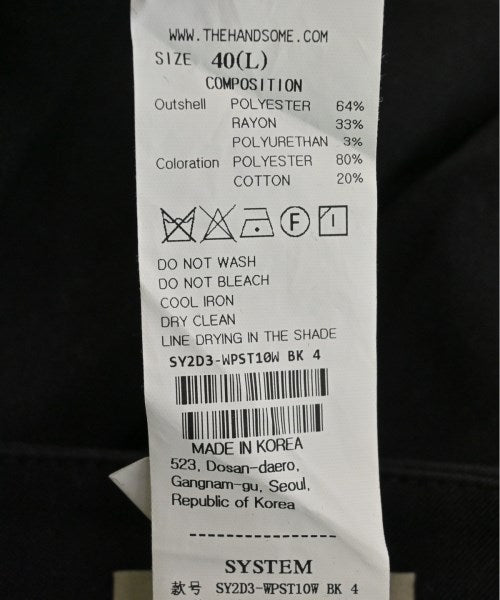 WWW.THEHANDSOME.COM
SIZE 40(L)
COMPOSITION
Outshell POLYESTER 64%
RAYON 33%
POLYURETHAN 3%
Coloration POLYESTER 80%
COTTON 20%
F
DO NOT WASH
DO NOT BLEACH
COOL IRON
DRY CLEAN
LINE DRYING IN THE SHADE
SY2D3-WPST10W BK 4
MADE IN KOREA
523, Dosan-daero,
Gangnam-gu, Seoul,
Republic of Korea
SYSTEM
款号 SY2D3-WPST10W BK 4